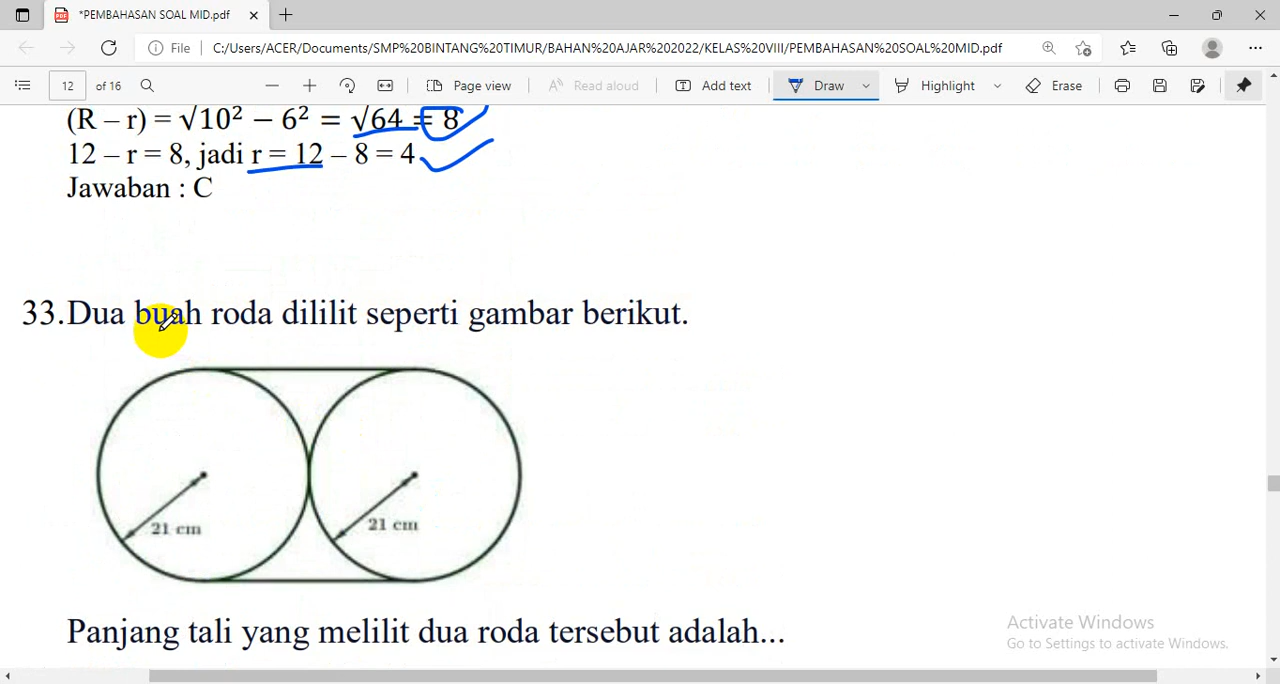 *PEMBAHASAN SOAL MID.pdf
File C:/Users/ACER/Documents/SMP%20BINTANG%20TIMUR/BAHAN%20AJAR%202022/KELAS%20VIII/PEMBAHASAN%20SOAL%20MID.pdf
12 of 16 Page view Read aloud Add text Draw Highlight Erase
(R – r) = √10² − 6² = √64 = 8
12 – r = 8, jadi r = 12 – 8 = 4
Jawaban : C
33. Dua buah roda dililit seperti gambar berikut.
21 cm 21 cm
Panjang tali yang melilit dua roda tersebut adalah...
Activate Windows
Go to Settings to activate Windows.